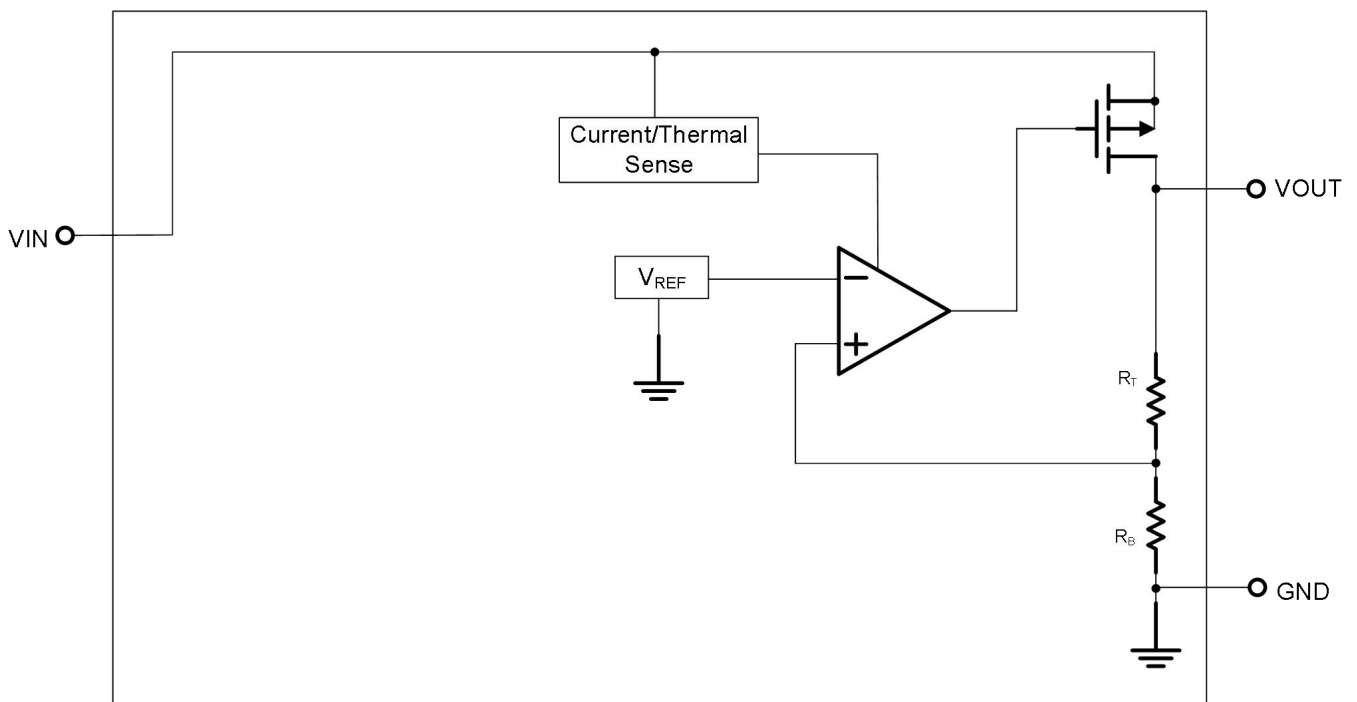 Current/Thermal
Sense
VOUT
VIN
VREF
−
+
RT
RB
GND